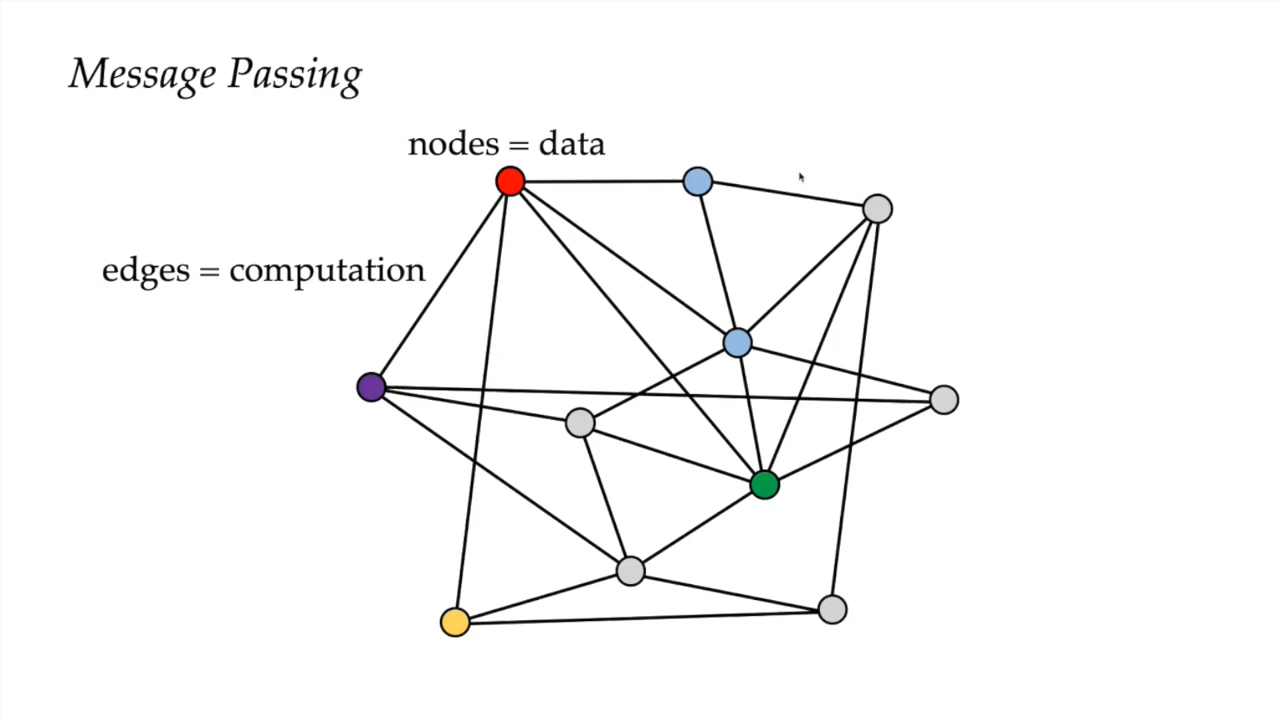 Message Passing
nodes = data
edges = computation